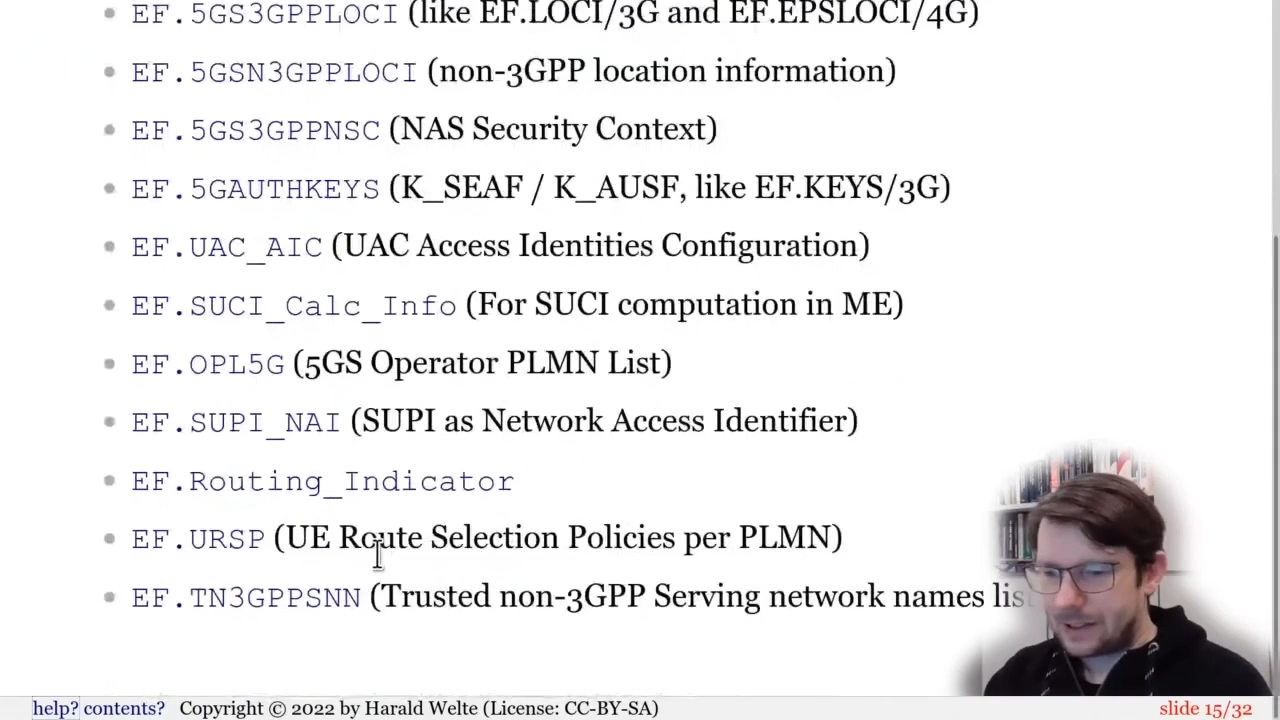 EF.5GS3GPPLOCI (like EF.LOCI/3G and EF.EPSLOCI/4G)
EF.5GSN3GPPLOCI (non-3GPP location information)
EF.5GS3GPPNSC (NAS Security Context)
EF.5GAUTHKEYS (K_SEAF / K_AUSF, like EF.KEYS/3G)
EF.UAC_AIC (UAC Access Identities Configuration)
EF.SUCI_Calc_Info (For SUCI computation in ME)
EF.OPL5G (5GS Operator PLMN List)
EF.SUPI_NAI (SUPI as Network Access Identifier)
EF.Routing_Indicator
EF.URSP (UE Route Selection Policies per PLMN)
EF.TN3GPPSNN (Trusted non-3GPP Serving network names
help? contents? Copyright © 2022 by Harald Welte (License: CC-BY-SA)
slide 15/32